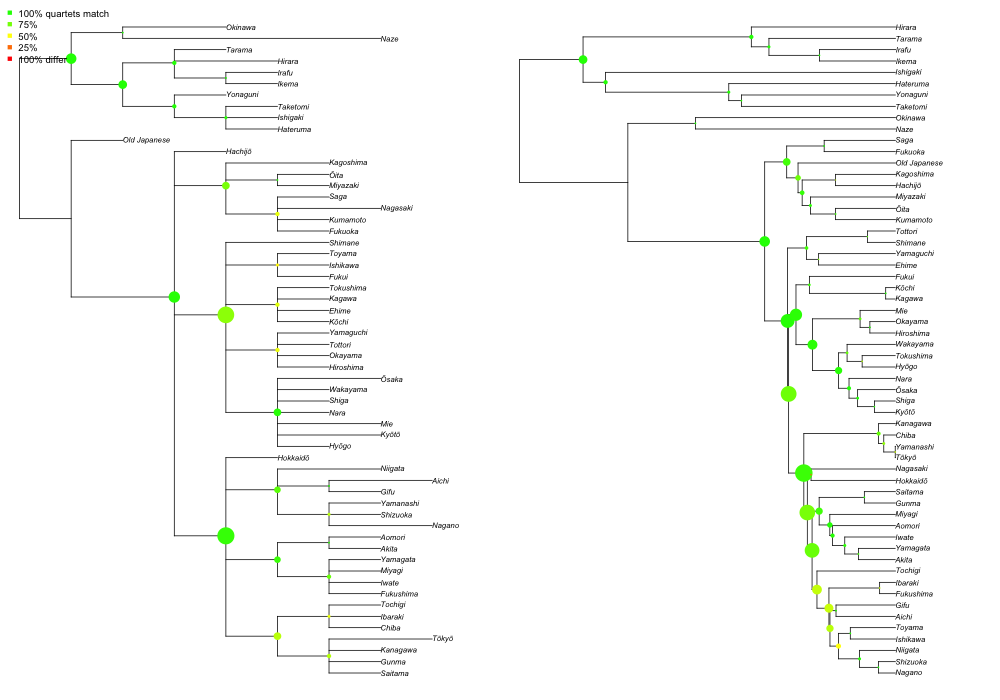 100% quartets match
75%
50%
25%
100% differ
Okinawa
Naze
Tarama
Hirara
Irafu
Ikema
Yonaguni
Taketomi
Ishigaki
Hateruma
Old Japanese
Hachijō
Kagoshima
Ōita
Miyazaki
Saga
Nagasaki
Kumamoto
Fukuoka
Shimane
Toyama
Ishikawa
Fukui
Tokushima
Kagawa
Ehime
Kōchi
Yamaguchi
Tottori
Okayama
Hiroshima
Ōsaka
Wakayama
Shiga
Nara
Mie
Kyōtō
Hyōgo
Hokkaidō
Niigata
Aichi
Gifu
Yamanashi
Shizuoka
Nagano
Aomori
Akita
Yamagata
Miyagi
Iwate
Fukushima
Tochigi
Ibaraki
Chiba
Tōkyō
Kanagawa
Gunma
Saitama
Hirara
Tarama
Irafu
Ikema
Ishigaki
Hateruma
Yonaguni
Taketomi
Okinawa
Naze
Saga
Fukuoka
Old Japanese
Kagoshima
Hachijō
Miyazaki
Ōita
Kumamoto
Tottori
Shimane
Yamaguchi
Ehime
Fukui
Kōchi
Kagawa
Mie
Okayama
Hiroshima
Wakayama
Tokushima
Hyōgo
Nara
Ōsaka
Shiga
Kyōtō
Kanagawa
Chiba
Yamanashi
Tōkyō
Nagasaki
Hokkaidō
Saitama
Gunma
Miyagi
Aomori
Iwate
Yamagata
Akita
Tochigi
Ibaraki
Fukushima
Gifu
Aichi
Toyama
Ishikawa
Niigata
Shizuoka
Nagano